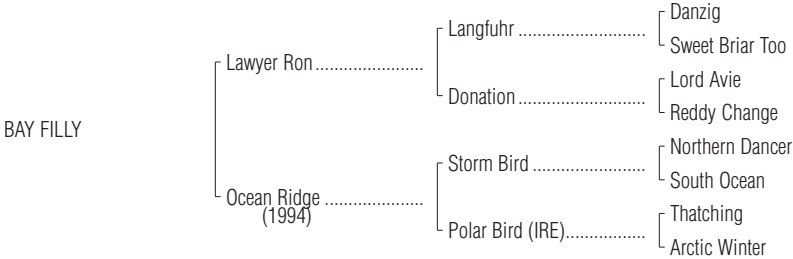 Danzig
Langfuhr ..........................
Sweet Briar Too
Lawyer Ron ......................
Lord Avie
Donation ..........................
Reddy Change
BAY FILLY
Northern Dancer
Storm Bird .......................
South Ocean
Ocean Ridge ....................
(1994)
Thatching
Polar Bird (IRE)................
Arctic Winter